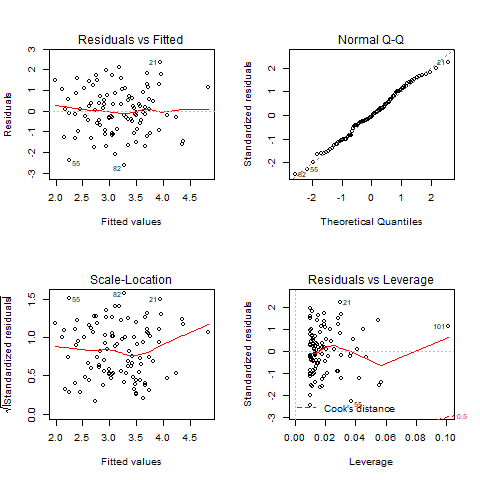 Residuals vs Fitted
Residuals
3
2
1
0
-1
-2
-3
21
55
82
2.0 2.5 3.0 3.5 4.0 4.5
Fitted values
Normal Q-Q
Standardized residuals
2
1
0
-1
-2
21
55
82
-2 -1 0 1 2
Theoretical Quantiles
Scale-Location
√|Standardized residuals|
1.5
1.0
0.5
0.0
55
82
21
2.0 2.5 3.0 3.5 4.0 4.5
Fitted values
Residuals vs Leverage
Standardized residuals
2
1
0
-1
-2
-3
21
101
55
Cook's distance
0.5
0.00 0.02 0.04 0.06 0.08 0.10
Leverage